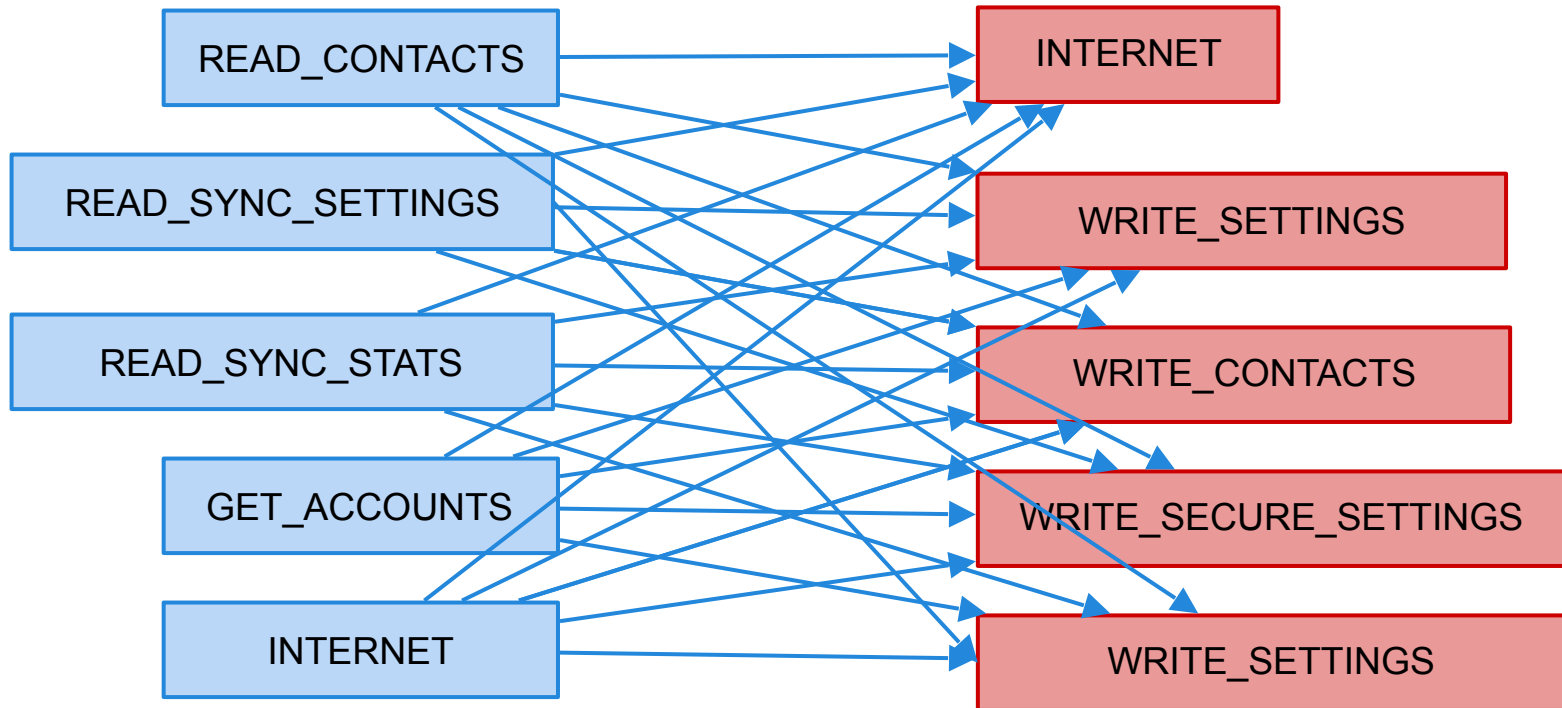 READ_CONTACTS
INTERNET
READ_SYNC_SETTINGS
WRITE_SETTINGS
READ_SYNC_STATS
WRITE_CONTACTS
GET_ACCOUNTS
WRITE_SECURE_SETTINGS
INTERNET
WRITE_SETTINGS